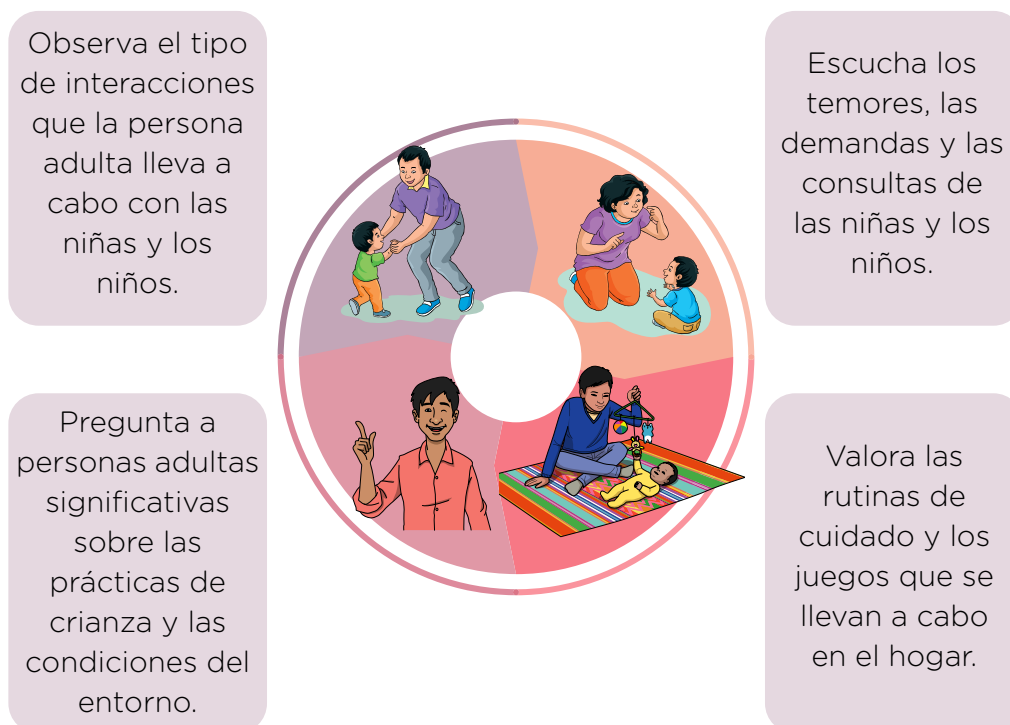 Observa el tipo
de interacciones
que la persona
adulta lleva a
cabo con las
niñas y los
niños.
Escucha los
temores, las
demandas y las
consultas de
las niñas y los
niños.
Pregunta a
personas adultas
significativas
sobre las
prácticas de
crianza y las
condiciones del
entorno.
Valora las
rutinas de
cuidado y los
juegos que se
llevan a cabo
en el hogar.